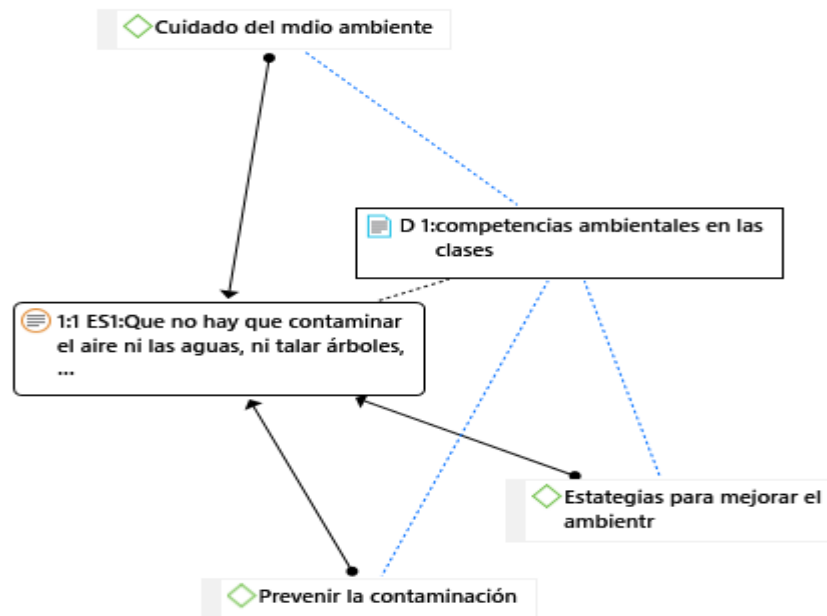 Cuidado del mdio ambiente
D 1:competencias ambientales en las
clases
1:1 ES1:Que no hay que contaminar
el aire ni las aguas, ni talar árboles,
...
Estategias para mejorar el
ambientr
Prevenir la contaminación